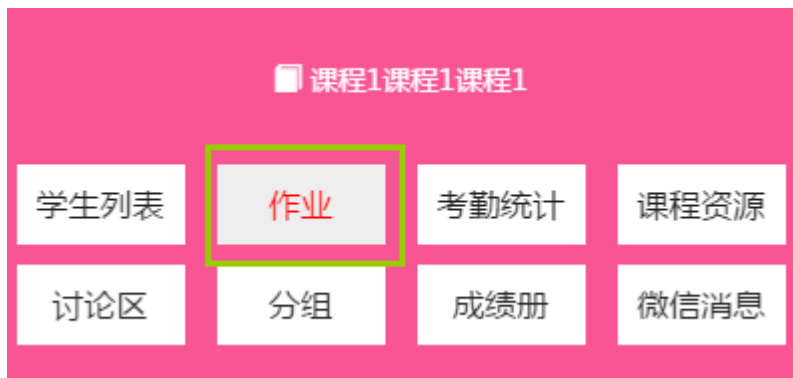 课程1课程1课程1
学生列表 作业 考勤统计 课程资源
讨论区 分组 成绩册 微信消息